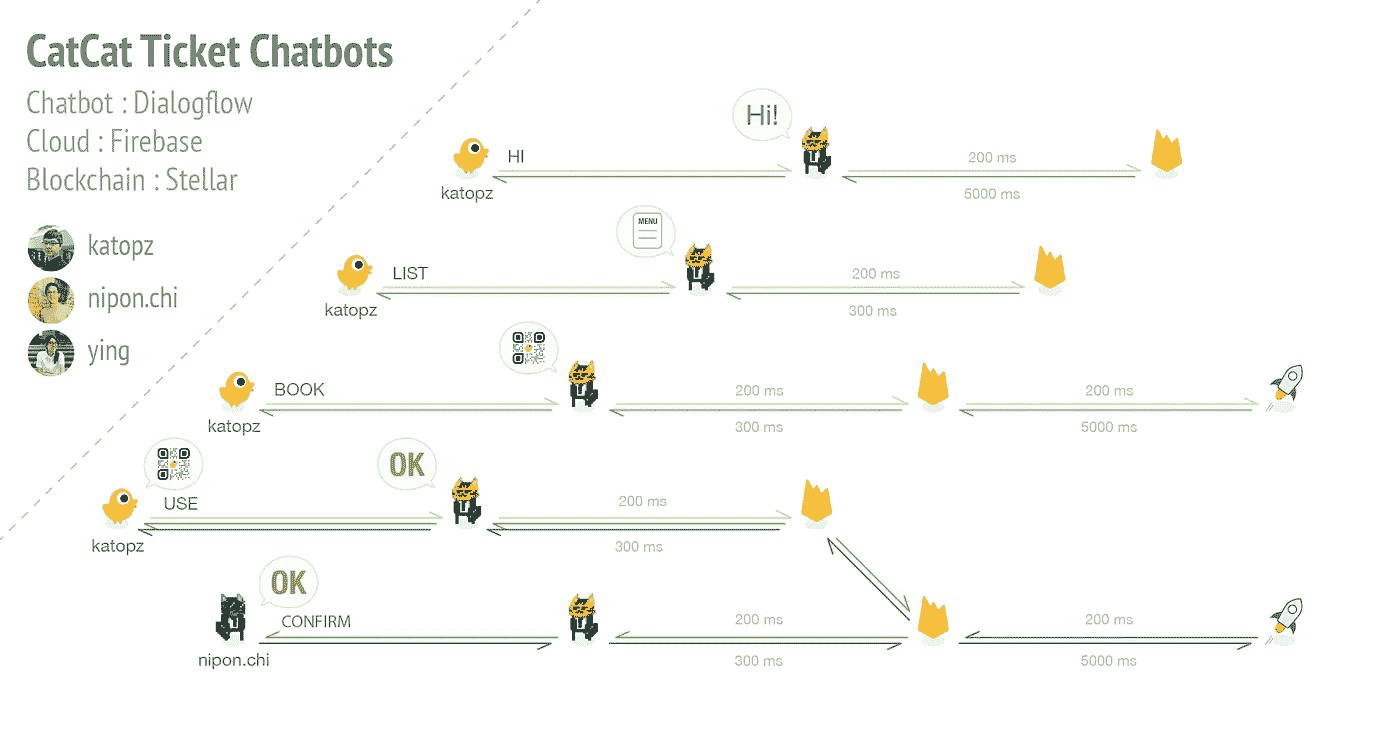 CatCat Ticket Chatbots
Chatbot : Dialogflow
Cloud : Firebase
Blockchain : Stellar
katopz
nipon.chi
ying
Hi!
HI
200 ms
5000 ms
katopz
MENU
LIST
200 ms
300 ms
katopz
BOOK
200 ms
200 ms
300 ms
5000 ms
katopz
OK
USE
200 ms
300 ms
katopz
OK
CONFIRM
200 ms
200 ms
nipon.chi
300 ms
5000 ms